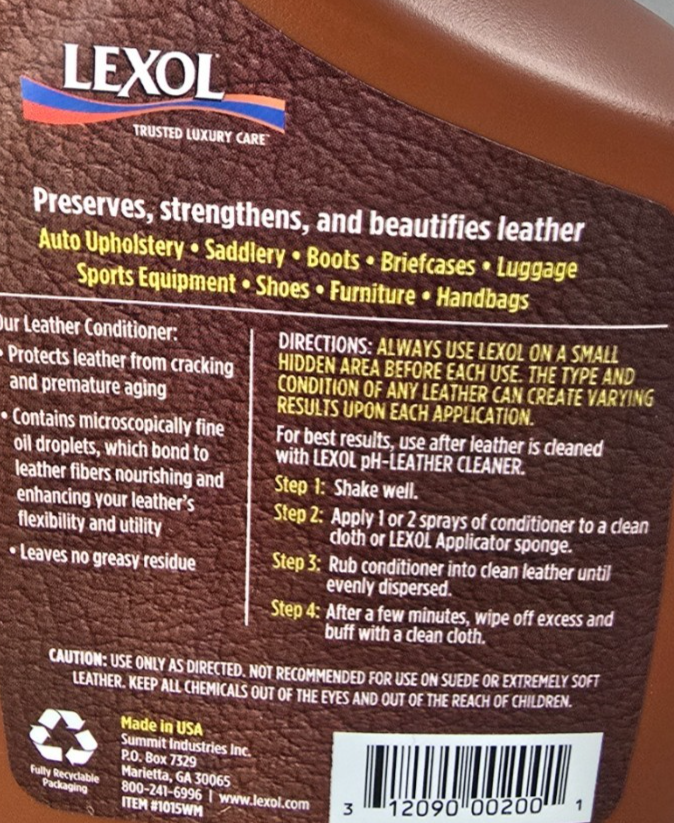 LEXOL
TRUSTED LUXURY CARE™
Preserves, strengthens, and beautifies leather
Auto Upholstery • Saddlery • Boots • Briefcases • Luggage
Sports Equipment • Shoes • Furniture • Handbags
ur Leather Conditioner:
• Protects leather from cracking
and premature aging
• Contains microscopically fine
oil droplets, which bond to
leather fibers nourishing and
enhancing your leather's
flexibility and utility
• Leaves no greasy residue
DIRECTIONS: ALWAYS USE LEXOL ON A SMALL
HIDDEN AREA BEFORE EACH USE. THE TYPE AND
CONDITION OF ANY LEATHER CAN CREATE VARYING
RESULTS UPON EACH APPLICATION.
For best results, use after leather is cleaned
with LEXOL pH-LEATHER CLEANER.
Step 1: Shake well.
Step 2: Apply 1 or 2 sprays of conditioner to a clean
cloth or LEXOL Applicator sponge.
Step 3: Rub conditioner into clean leather until
evenly dispersed.
Step 4: After a few minutes, wipe off excess and
buff with a clean cloth.
CAUTION: USE ONLY AS DIRECTED. NOT RECOMMENDED FOR USE ON SUEDE OR EXTREMELY SOFT
LEATHER. KEEP ALL CHEMICALS OUT OF THE EYES AND OUT OF THE REACH OF CHILDREN.
Fully Recyclable
Packaging
Made in USA
Summit Industries Inc.
P.O. Box 7329
Marietta, GA 30065
800-241-6996 | www.lexol.com
ITEM #1015WM
3 12090 00200 1